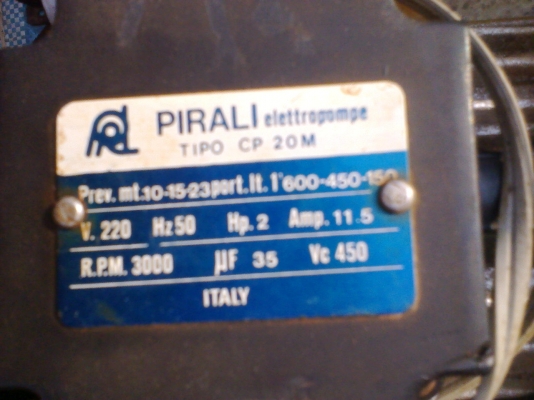 PIRALI elettropompe
TIPO CP 20M
Prev. mt.10-15-23 port.lt. 1' 600-450-150
V. 220 Hz 50 Hp. 2 Amp. 11.5
R.P.M. 3000 µF 35 Vc 450
ITALY